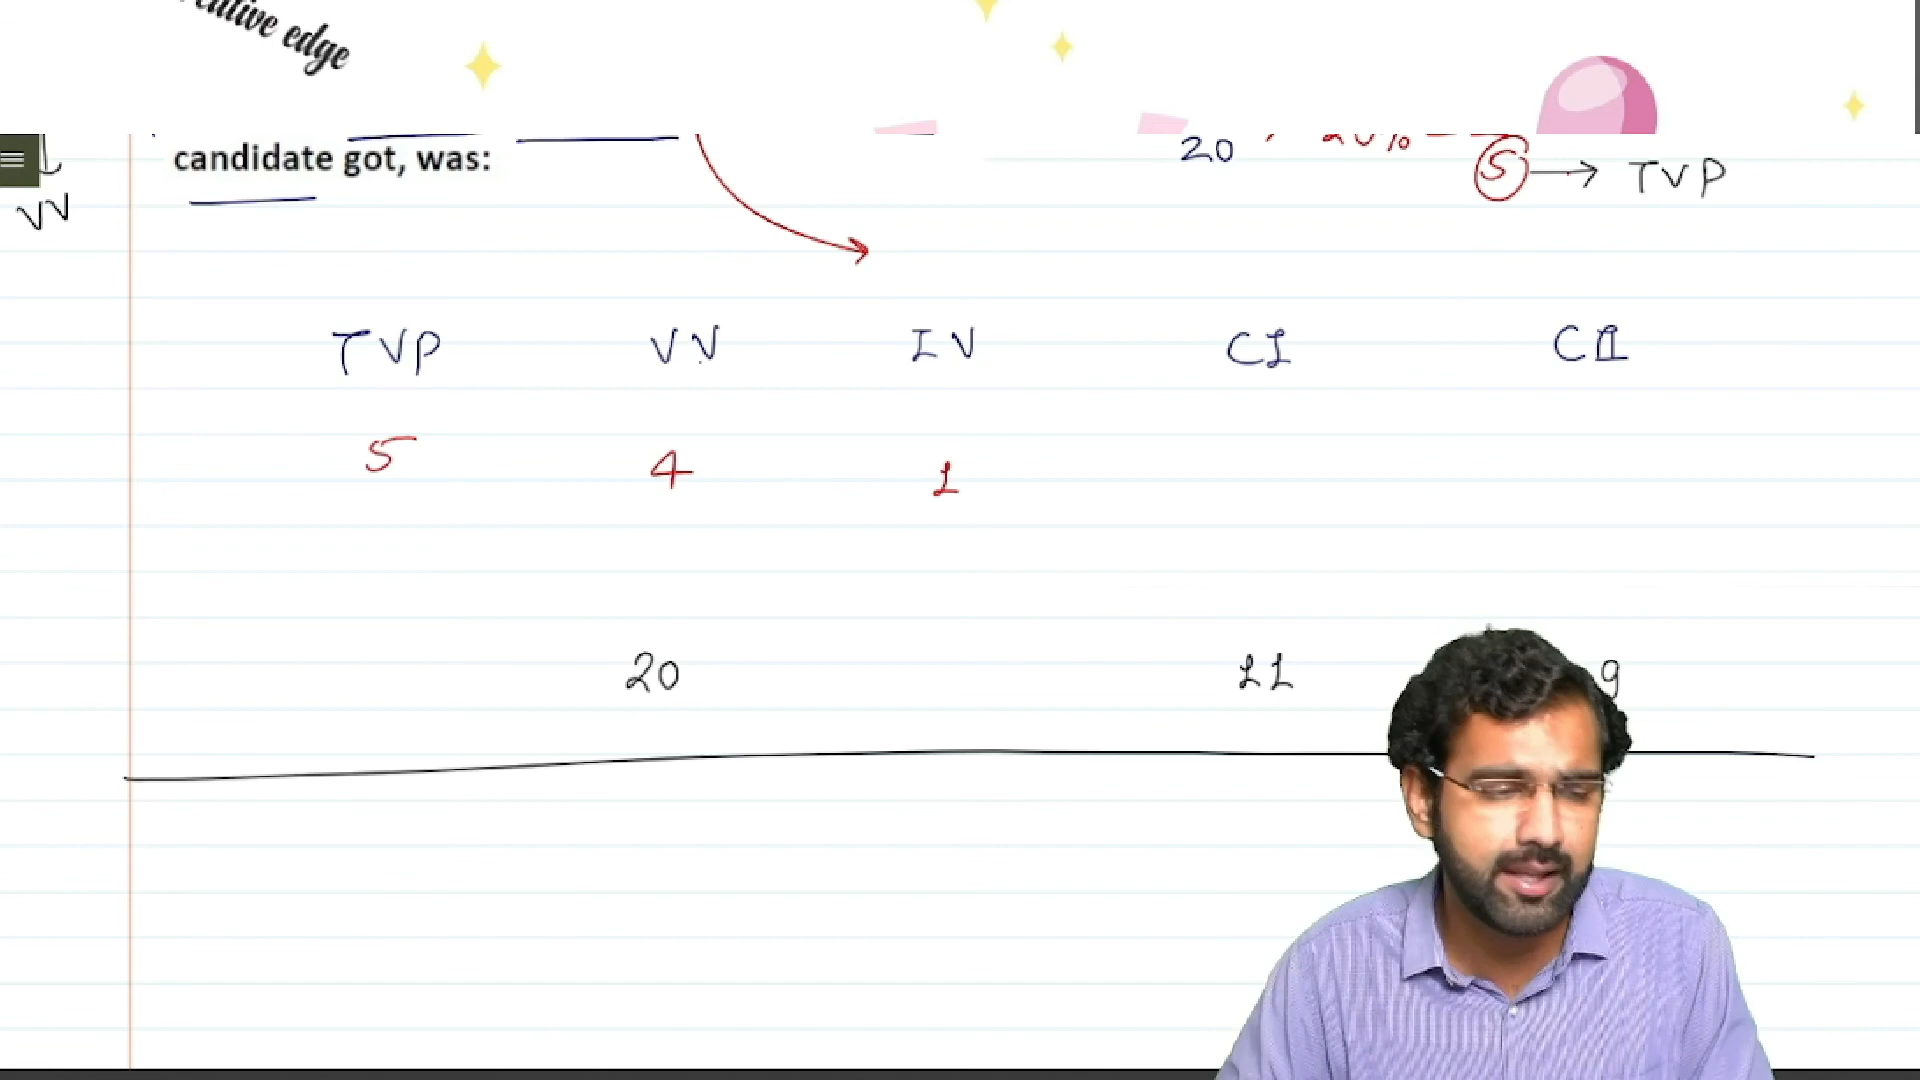 edge
candidate got, was:
20 , 20% 5 → TVP
VV
TVP VV IV CI CII
5 4 1
20 11 9